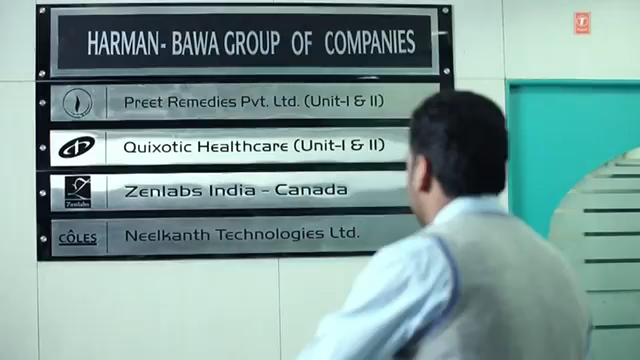 HARMAN- BAWA GROUP OF COMPANIES
Preet Remedies Pvt. Ltd. (Unit-I & II)
Quixotic Healthcare (Unit-I & II)
Zenlabs
Zenlabs India - Canada
CÔLES
Neelkanth Technologies Ltd.